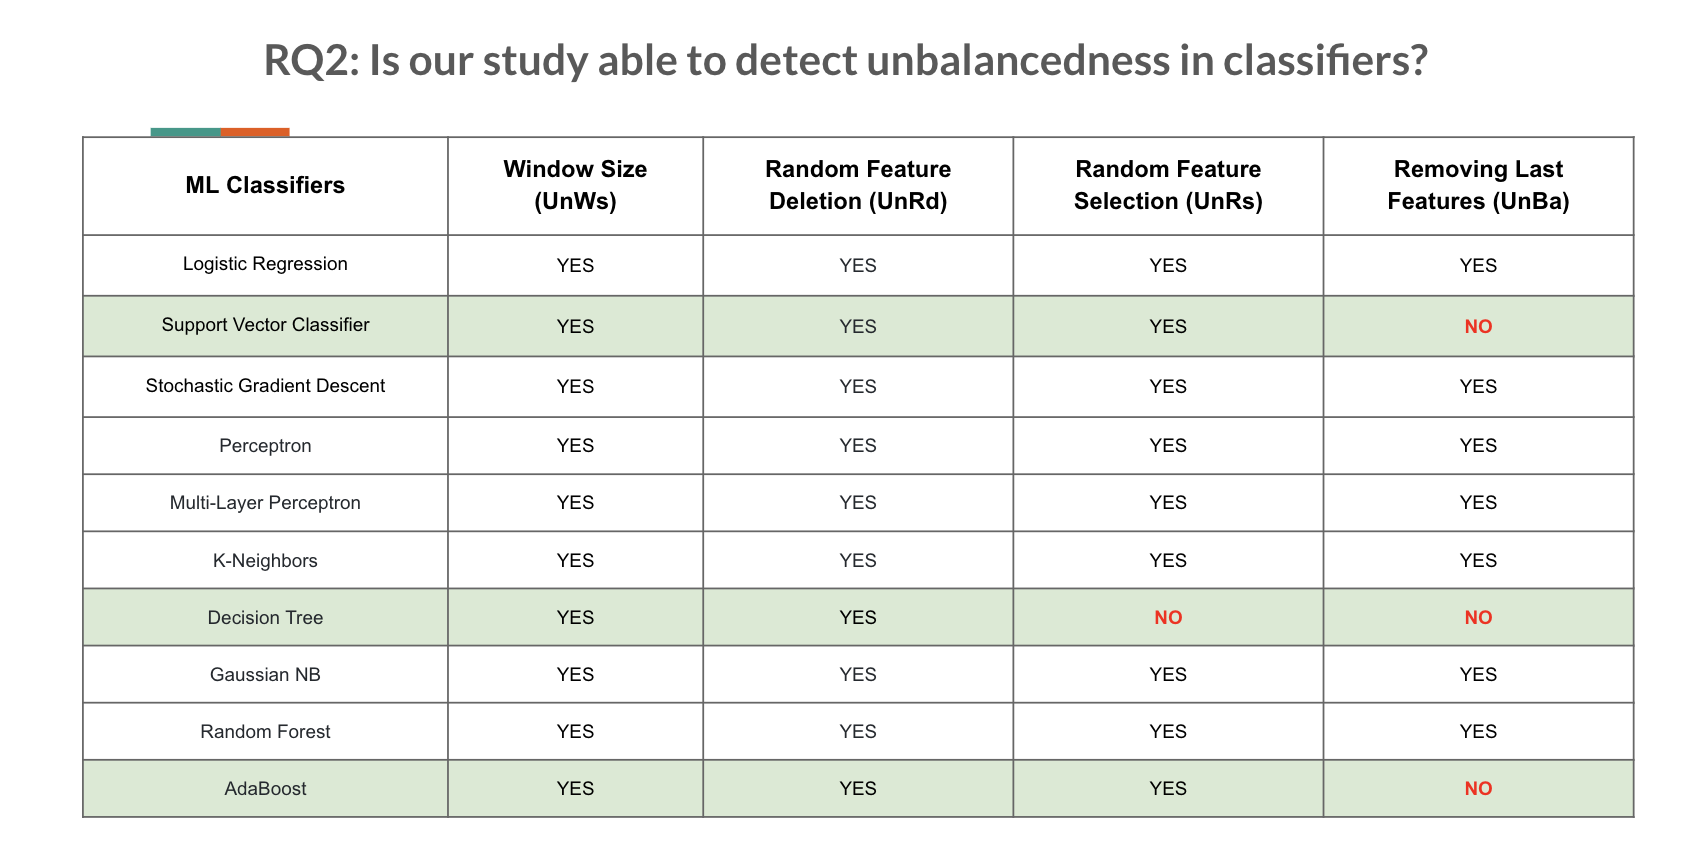 RQ2: Is our study able to detect unbalancedness in classifiers?
ML Classifiers
Window Size
(UnWs)
Random Feature
Deletion (UnRd)
Random Feature
Selection (UnRs)
Removing Last
Features (UnBa)
Logistic Regression YES YES YES YES
Support Vector Classifier YES YES YES NO
Stochastic Gradient Descent YES YES YES YES
Perceptron YES YES YES YES
Multi-Layer Perceptron YES YES YES YES
K-Neighbors YES YES YES YES
Decision Tree YES YES NO NO
Gaussian NB YES YES YES YES
Random Forest YES YES YES YES
AdaBoost YES YES YES NO